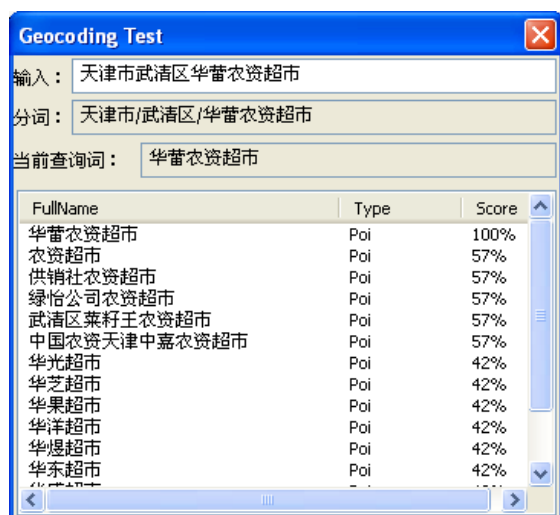 Geocoding Test
输入： 天津市武清区华蕾农资超市
分词： 天津市/武清区/华蕾农资超市
当前查询词： 华蕾农资超市
FullName Type Score
华蕾农资超市 Poi 100%
农资超市 Poi 57%
供销社农资超市 Poi 57%
绿怡公司农资超市 Poi 57%
武清区菜籽王农资超市 Poi 57%
中国农资天津中嘉农资超市 Poi 57%
华光超市 Poi 42%
华芝超市 Poi 42%
华果超市 Poi 42%
华洋超市 Poi 42%
华煜超市 Poi 42%
华东超市 Poi 42%